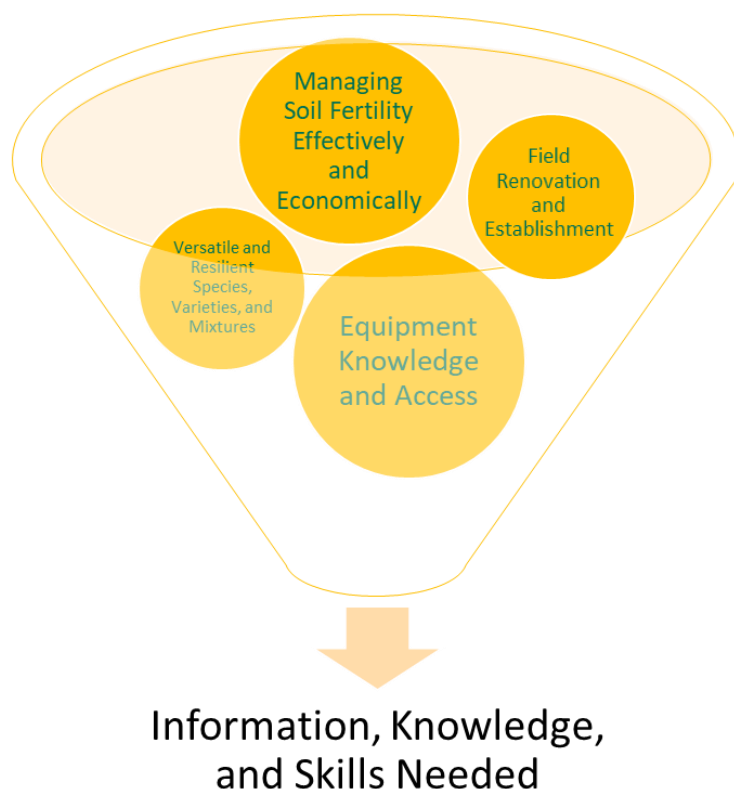 Managing
Soil Fertility
Effectively
and
Economically
Field
Renovation
and
Establishment
Versatile and
Resilient
Species,
Varieties, and
Mixtures
Equipment
Knowledge
and Access
Information, Knowledge,
and Skills Needed